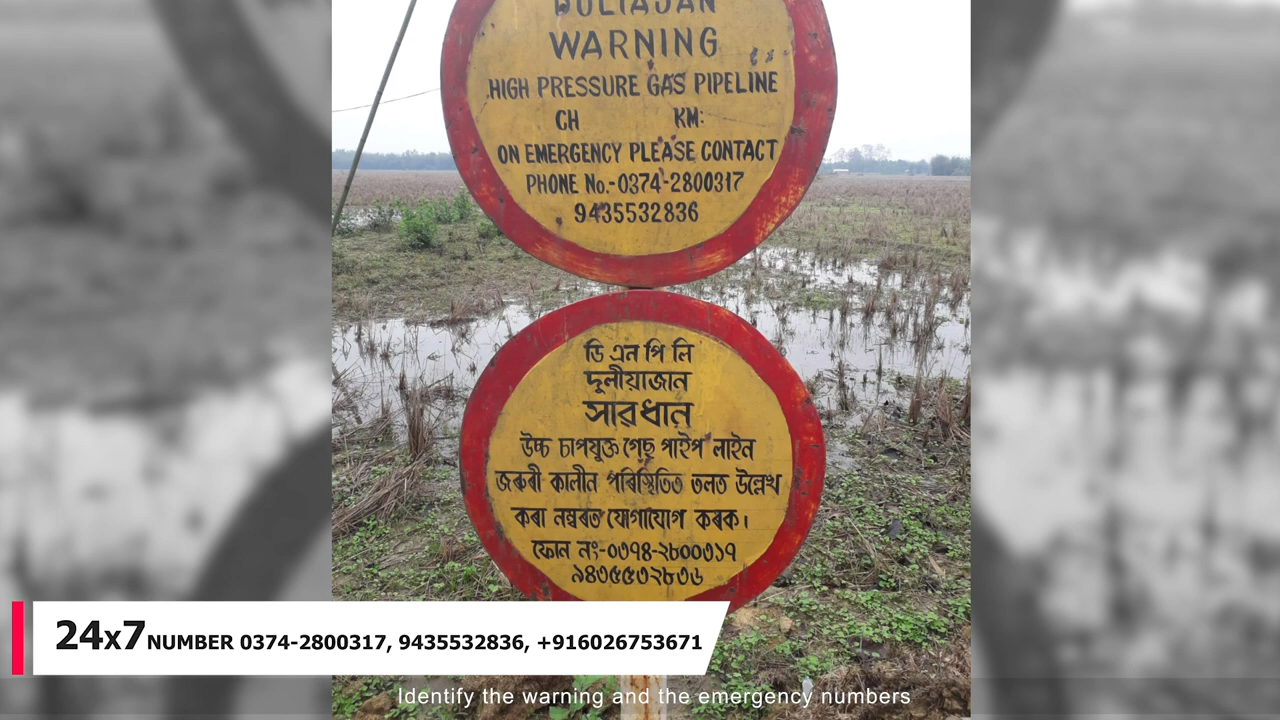 DULIAJAN
WARNING
HIGH PRESSURE GAS PIPELINE
CH KM:
ON EMERGENCY PLEASE CONTACT
PHONE No.-0374-2800317
9435532836
ডি এন পি লি
দুলীয়াজান
সাৱধান
উচ্চ চাপযুক্ত গেছ পাইপ লাইন
জৰুৰী কালীন পৰিস্থিতিত তলত উল্লেখ
কৰা নম্বৰত যোগাযোগ কৰক।
ফোন নং-০৩৭৪-২৮০০৩১৭
৯৪৩৫৫৩২৮৩৬
24x7 NUMBER 0374-2800317, 9435532836, +916026753671
Identify the warning and the emergency numbers